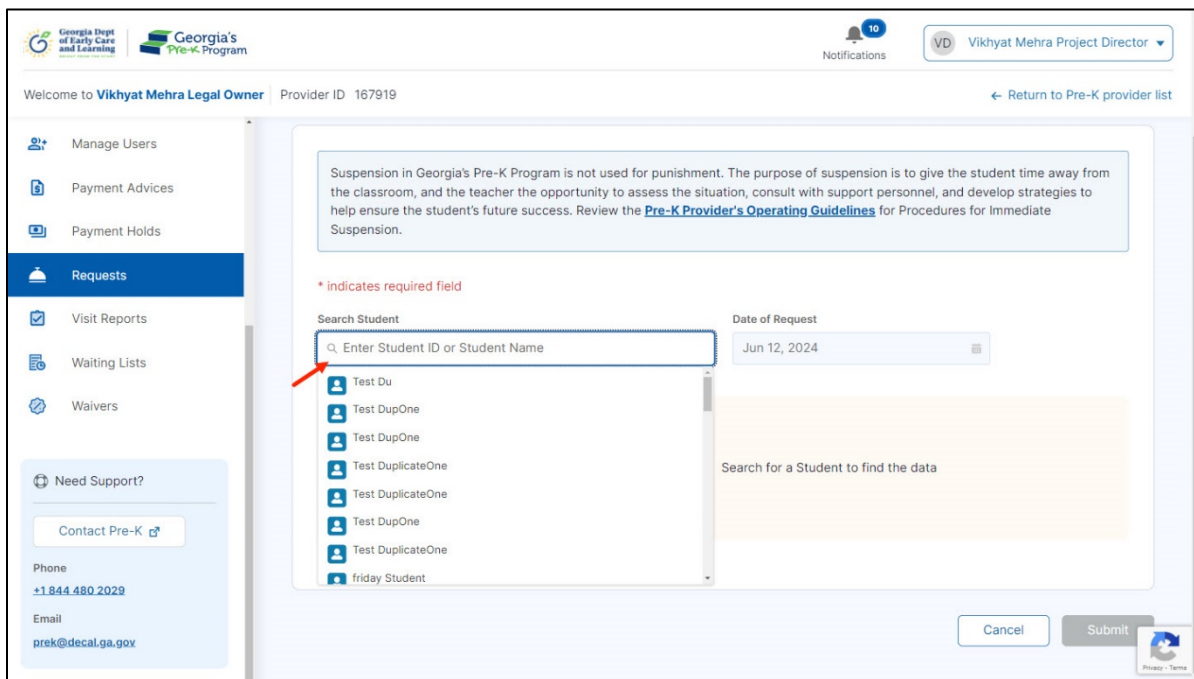 Georgia Dept
of Early Care
and Learning
Georgia's
Pre-K Program
10
Notifications
VD Vikhyat Mehra Project Director
Welcome to Vikhyat Mehra Legal Owner Provider ID 167919
← Return to Pre-K provider list
Manage Users
Payment Advices
Payment Holds
Requests
Visit Reports
Waiting Lists
Waivers
Need Support?
Contact Pre-K
Phone
+1 844 480 2029
Email
prek@decal.ga.gov
Suspension in Georgia's Pre-K Program is not used for punishment. The purpose of suspension is to give the student time away from
the classroom, and the teacher the opportunity to assess the situation, consult with support personnel, and develop strategies to
help ensure the student's future success. Review the Pre-K Provider's Operating Guidelines for Procedures for Immediate
Suspension.
* indicates required field
Search Student
Enter Student ID or Student Name
Date of Request
Jun 12, 2024
Test Du
Test DupOne
Test DupOne
Test DuplicateOne
Test DuplicateOne
Test DupOne
Test DuplicateOne
friday Student
Search for a Student to find the data
Cancel
Submit
Privacy - Terms